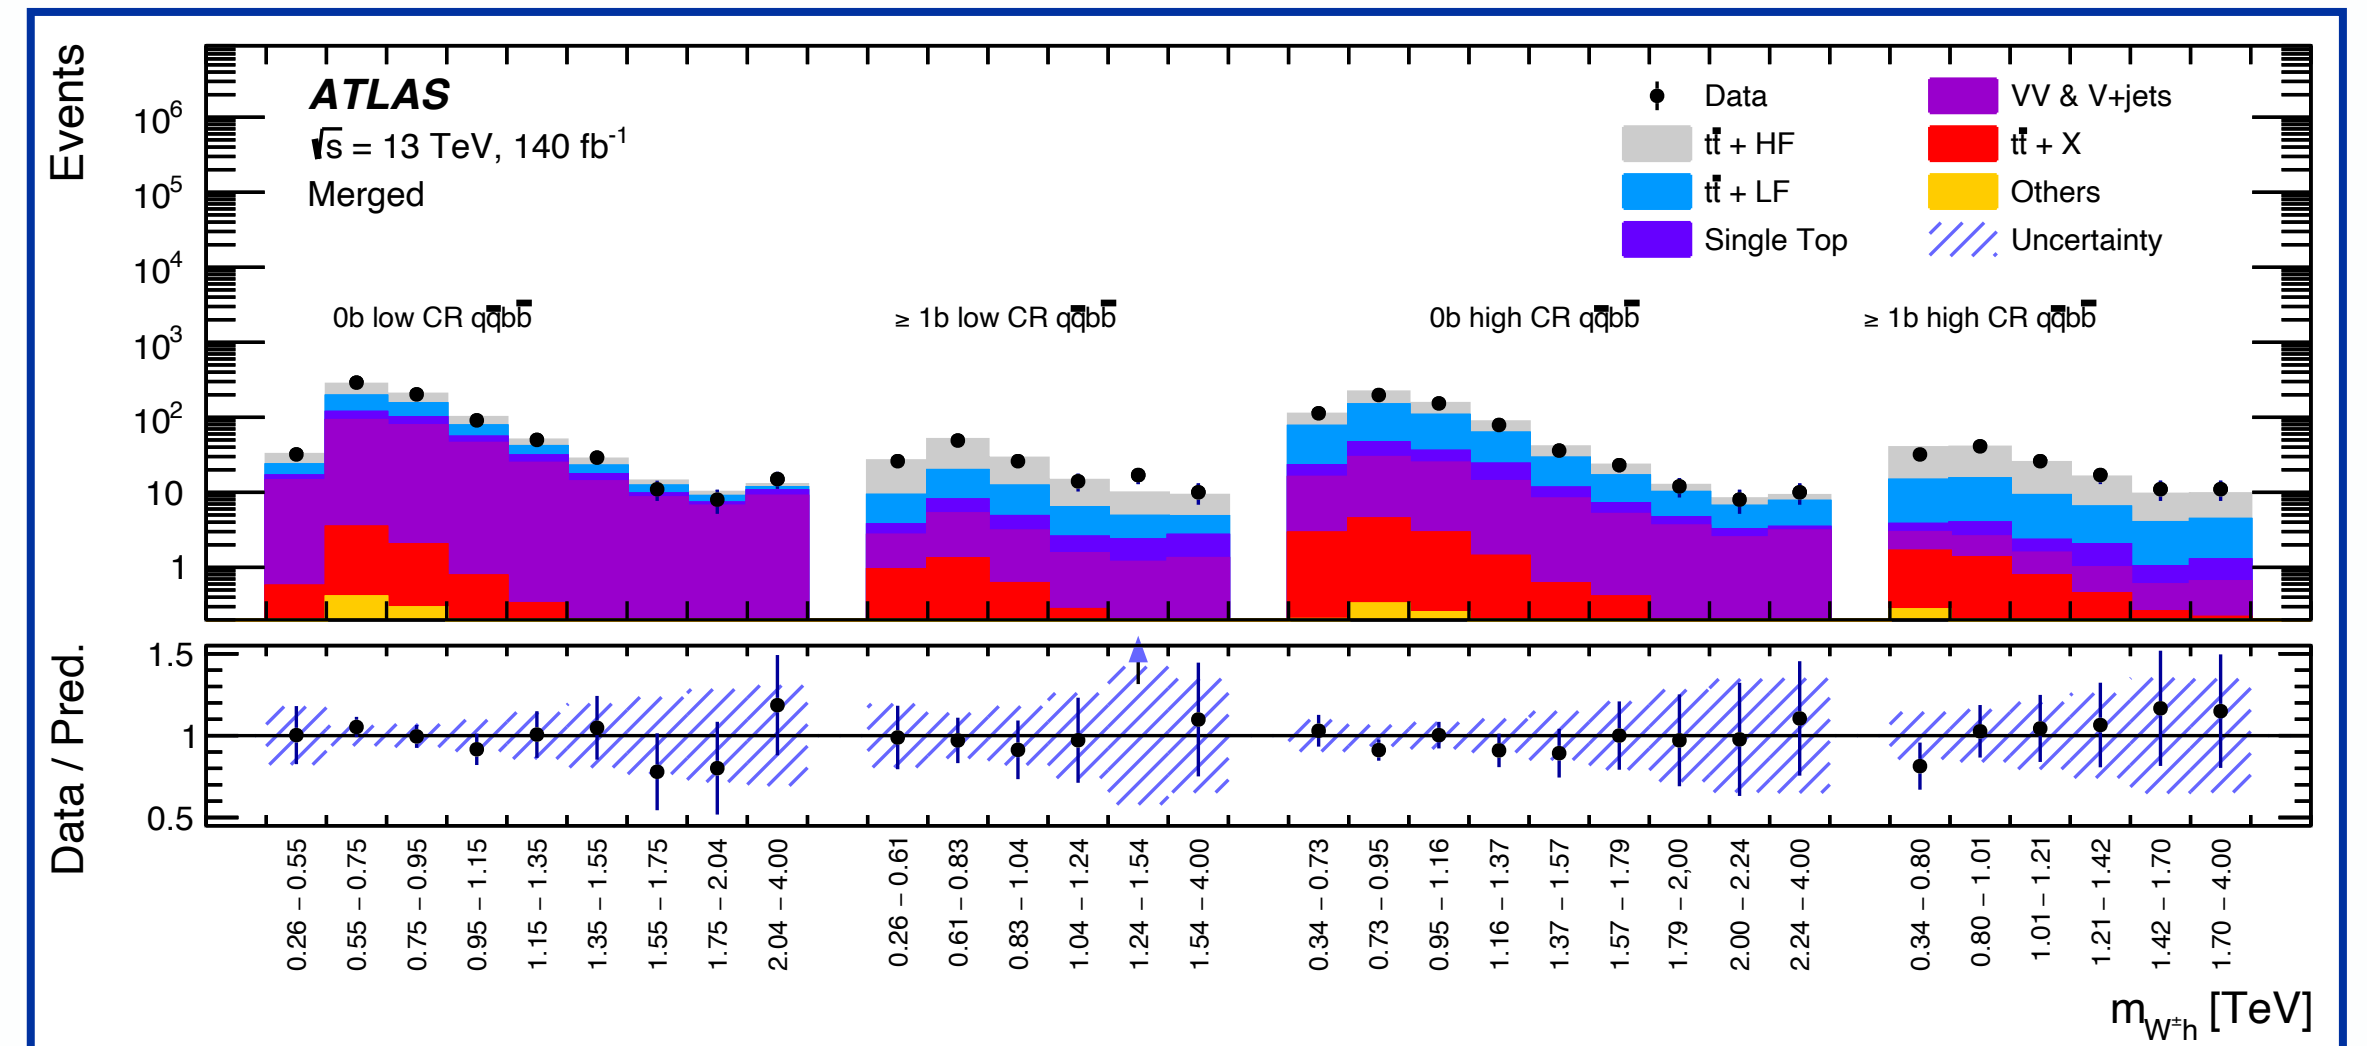 Events
10⁶
10⁵
10⁴
10³
10²
10
1
ATLAS
√s = 13 TeV, 140 fb⁻¹
Merged
Data
tt̄ + HF
tt̄ + LF
Single Top
VV & V+jets
tt̄ + X
Others
Uncertainty
0b low CR qq̄bb̄
≥ 1b low CR qq̄bb̄
0b high CR qq̄bb̄
≥ 1b high CR qq̄bb̄
Data / Pred.
1.5
1
0.5
0.26 – 0.55
0.55 – 0.75
0.75 – 0.95
0.95 – 1.15
1.15 – 1.35
1.35 – 1.55
1.55 – 1.75
1.75 – 2.04
2.04 – 4.00
0.26 – 0.61
0.61 – 0.83
0.83 – 1.04
1.04 – 1.24
1.24 – 1.54
1.54 – 4.00
0.34 – 0.73
0.73 – 0.95
0.95 – 1.16
1.16 – 1.37
1.37 – 1.57
1.57 – 1.79
1.79 – 2,00
2.00 – 2.24
2.24 – 4.00
0.34 – 0.80
0.80 – 1.01
1.01 – 1.21
1.21 – 1.42
1.42 – 1.70
1.70 – 4.00
m_W±h [TeV]